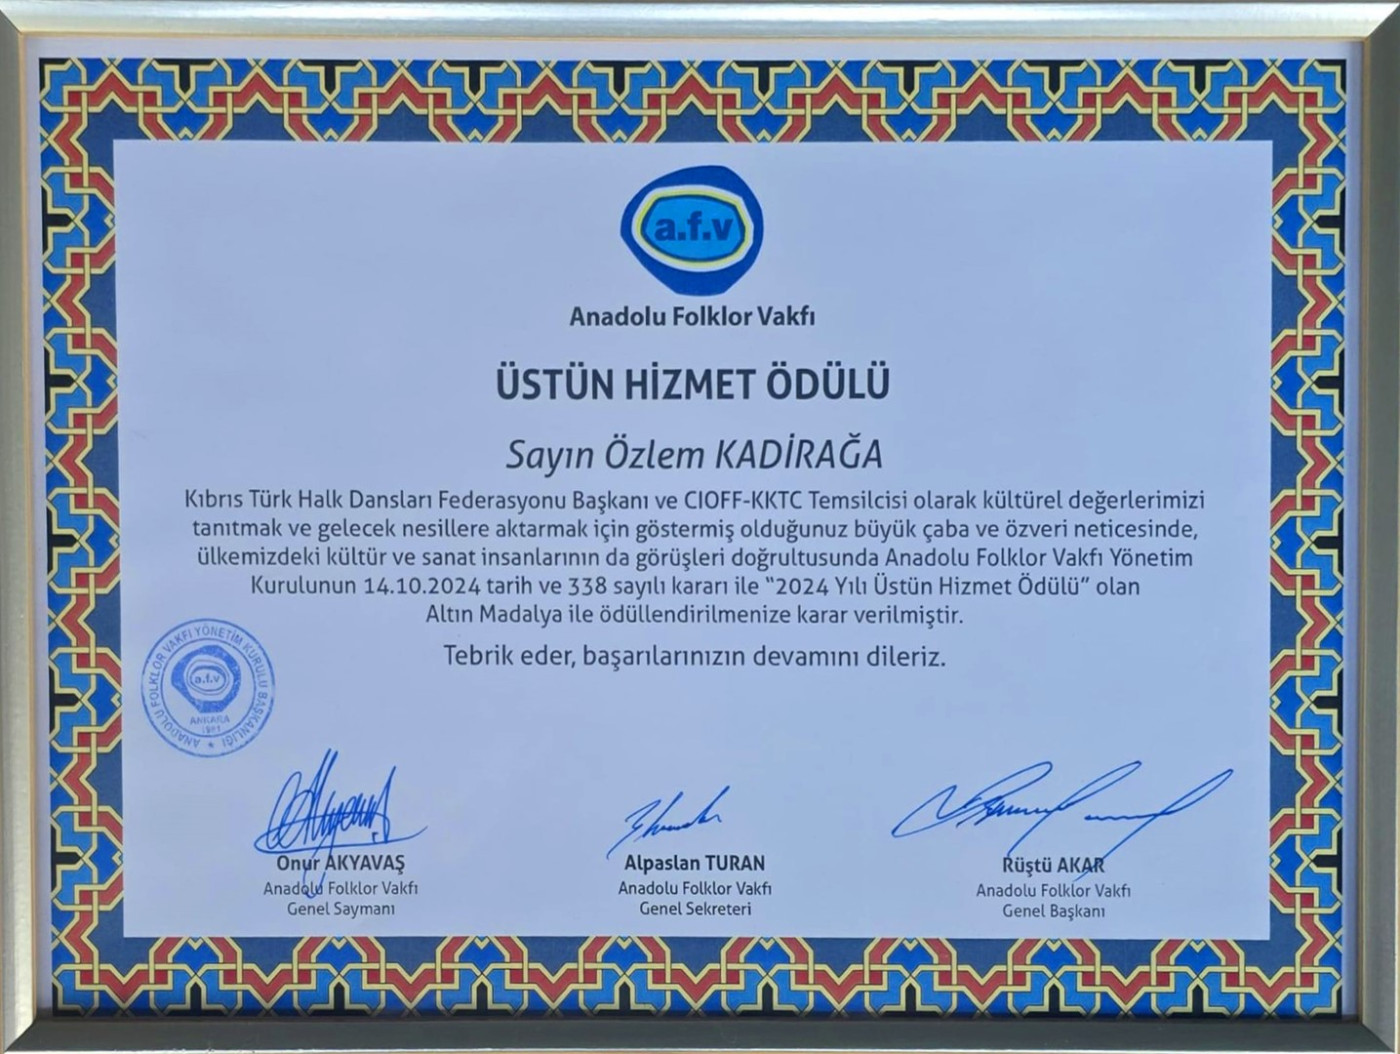 a.f.v
Anadolu Folklor Vakfı
ÜSTÜN HİZMET ÖDÜLÜ
Sayın Özlem KADİRAĞA
Kıbrıs Türk Halk Dansları Federasyonu Başkanı ve CIOFF-KKTC Temsilcisi olarak kültürel değerlerimizi
tanıtmak ve gelecek nesillere aktarmak için göstermiş olduğunuz büyük çaba ve özveri neticesinde,
ülkemizdeki kültür ve sanat insanlarının da görüşleri doğrultusunda Anadolu Folklor Vakfı Yönetim
Kurulunun 14.10.2024 tarih ve 338 sayılı kararı ile “2024 Yılı Üstün Hizmet Ödülü” olan
Altın Madalya ile ödüllendirilmenize karar verilmiştir.
Tebrik eder, başarılarınızın devamını dileriz.
ANADOLU FOLKLOR VAKFI YÖNETİM KURULU BAŞKANLIĞI
a.f.v
ANKARA
Onur AKYAVAŞ
Anadolu Folklor Vakfı
Genel Saymanı
Alpaslan TURAN
Anadolu Folklor Vakfı
Genel Sekreteri
Rüştü AKAR
Anadolu Folklor Vakfı
Genel Başkanı